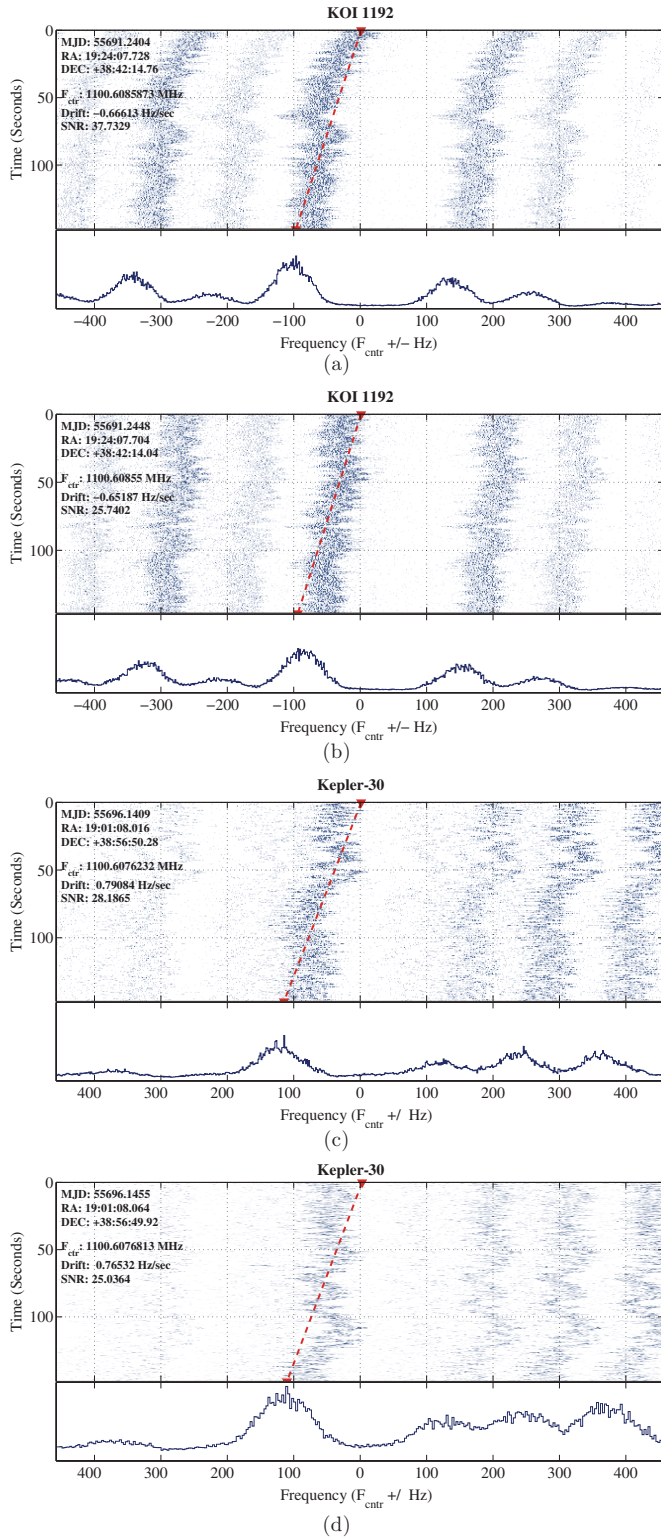 KOI 1192
0
MJD: 55691.2404
RA: 19:24:07.728
DEC: +38:42:14.76
F_ctr: 1100.6085873 MHz
Drift: −0.66613 Hz/sec
SNR: 37.7329
50
100
Time (Seconds)
−400 −300 −200 −100 0 100 200 300 400
Frequency (F_cntr +/− Hz)
(a)
KOI 1192
0
MJD: 55691.2448
RA: 19:24:07.704
DEC: +38:42:14.04
F_ctr: 1100.60855 MHz
Drift: −0.65187 Hz/sec
SNR: 25.7402
50
100
Time (Seconds)
−400 −300 −200 −100 0 100 200 300 400
Frequency (F_cntr +/− Hz)
(b)
Kepler-30
0
MJD: 55696.1409
RA: 19:01:08.016
DEC: +38:56:50.28
F_ctr: 1100.6076232 MHz
Drift: 0.79084 Hz/sec
SNR: 28.1865
50
100
Time (Seconds)
400 300 200 100 0 100 200 300 400
Frequency (F_cntr +/ Hz)
(c)
Kepler-30
0
MJD: 55696.1455
RA: 19:01:08.064
DEC: +38:56:49.92
F_ctr: 1100.6076813 MHz
Drift: 0.76532 Hz/sec
SNR: 25.0364
50
100
Time (Seconds)
400 300 200 100 0 100 200 300 400
Frequency (F_cntr +/ Hz)
(d)